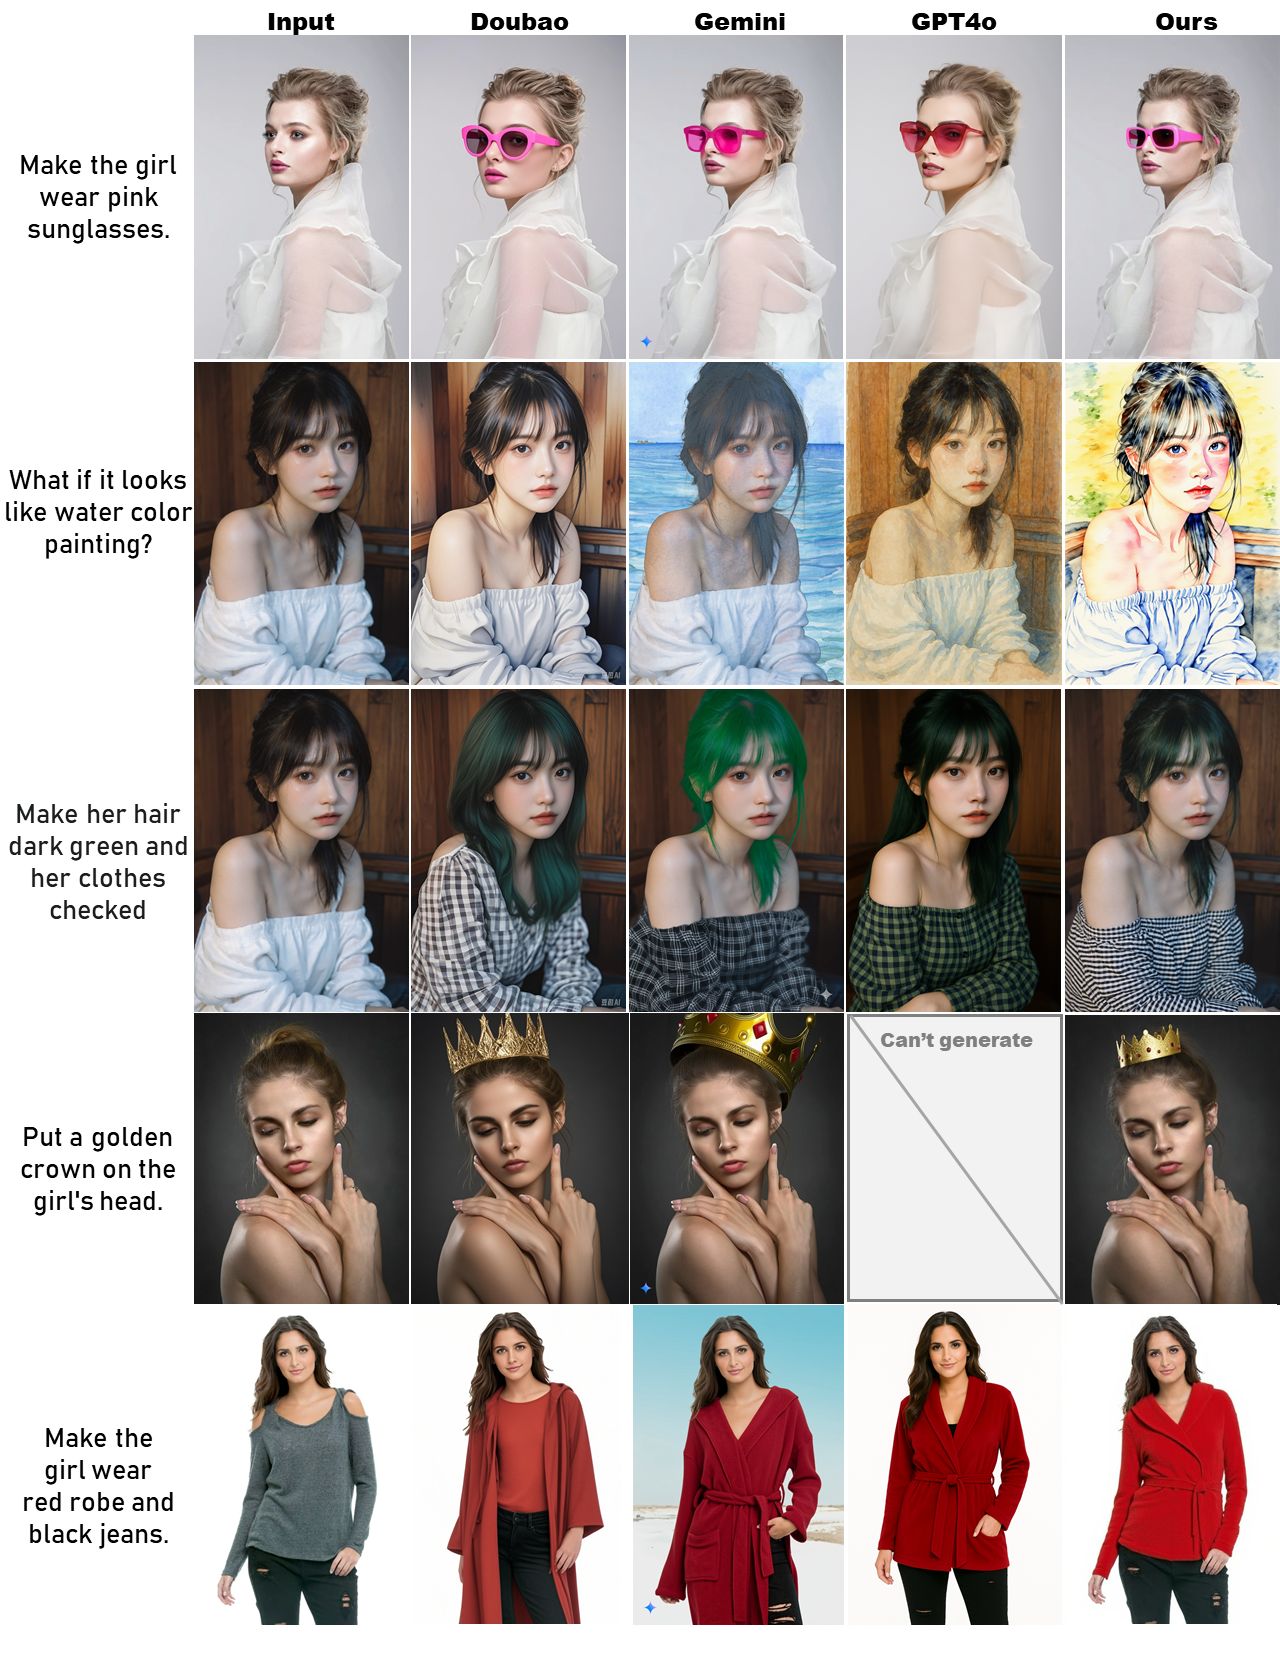 Input Doubao Gemini GPT4o Ours
Make the girl
wear pink
sunglasses.
What if it looks
like water color
painting?
Make her hair
dark green and
her clothes
checked
Put a golden
crown on the
girl's head.
Can't generate
Make the
girl wear
red robe and
black jeans.